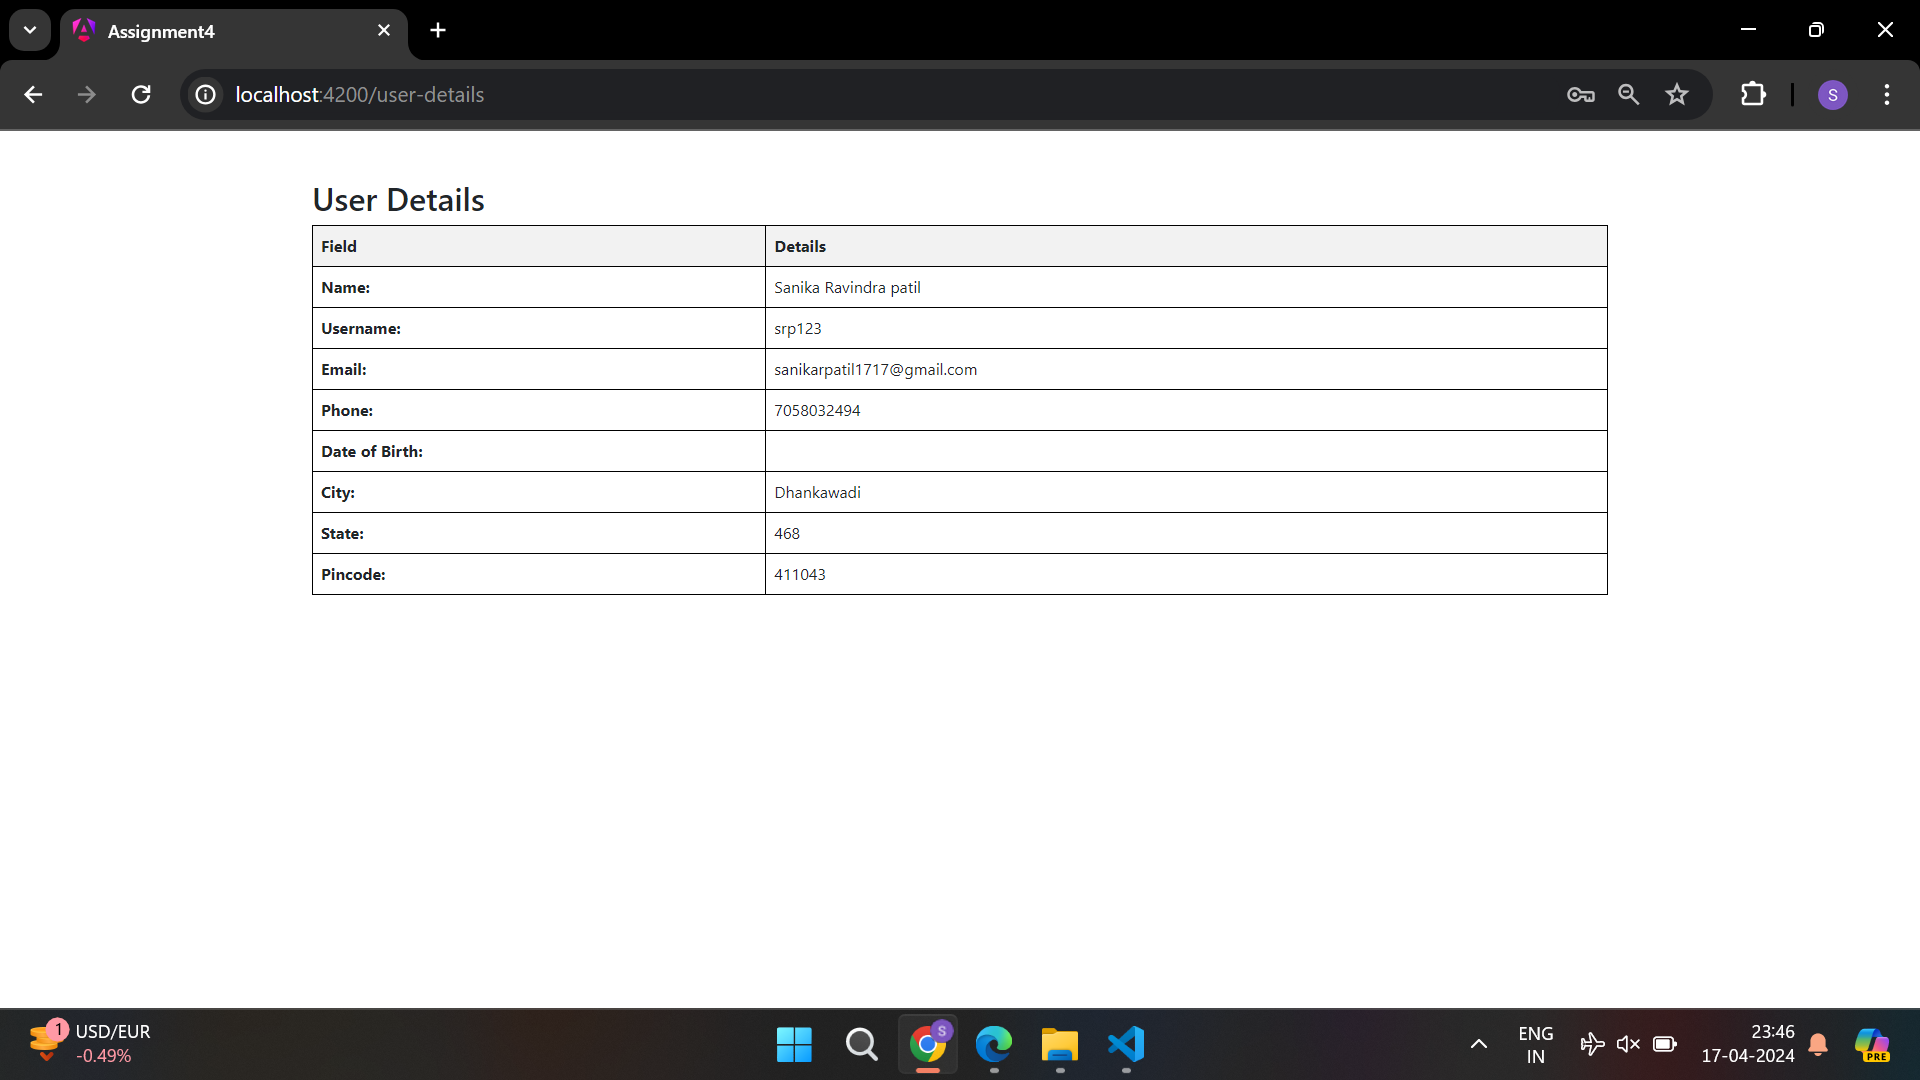 Assignment4
localhost:4200/user-details
S
User Details
Field Details
Name: Sanika Ravindra patil
Username: srp123
Email: sanikarpatil1717@gmail.com
Phone: 7058032494
Date of Birth:
City: Dhankawadi
State: 468
Pincode: 411043
1
USD/EUR
-0.49%
S
ENG
IN
23:46
17-04-2024
PRE